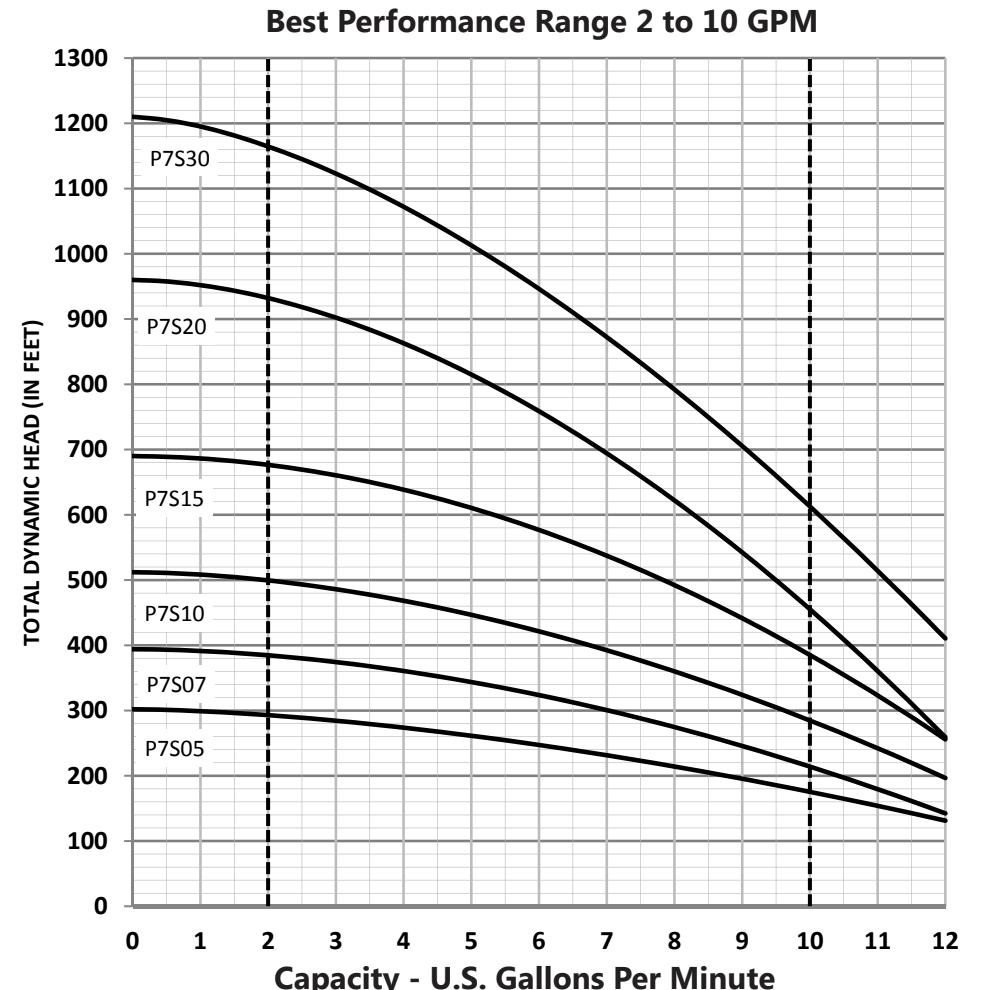 Best Performance Range 2 to 10 GPM
TOTAL DYNAMIC HEAD (IN FEET)
1300
1200
1100
1000
900
800
700
600
500
400
300
200
100
0
P7S30
P7S20
P7S15
P7S10
P7S07
P7S05
0 1 2 3 4 5 6 7 8 9 10 11 12
Capacity - U.S. Gallons Per Minute